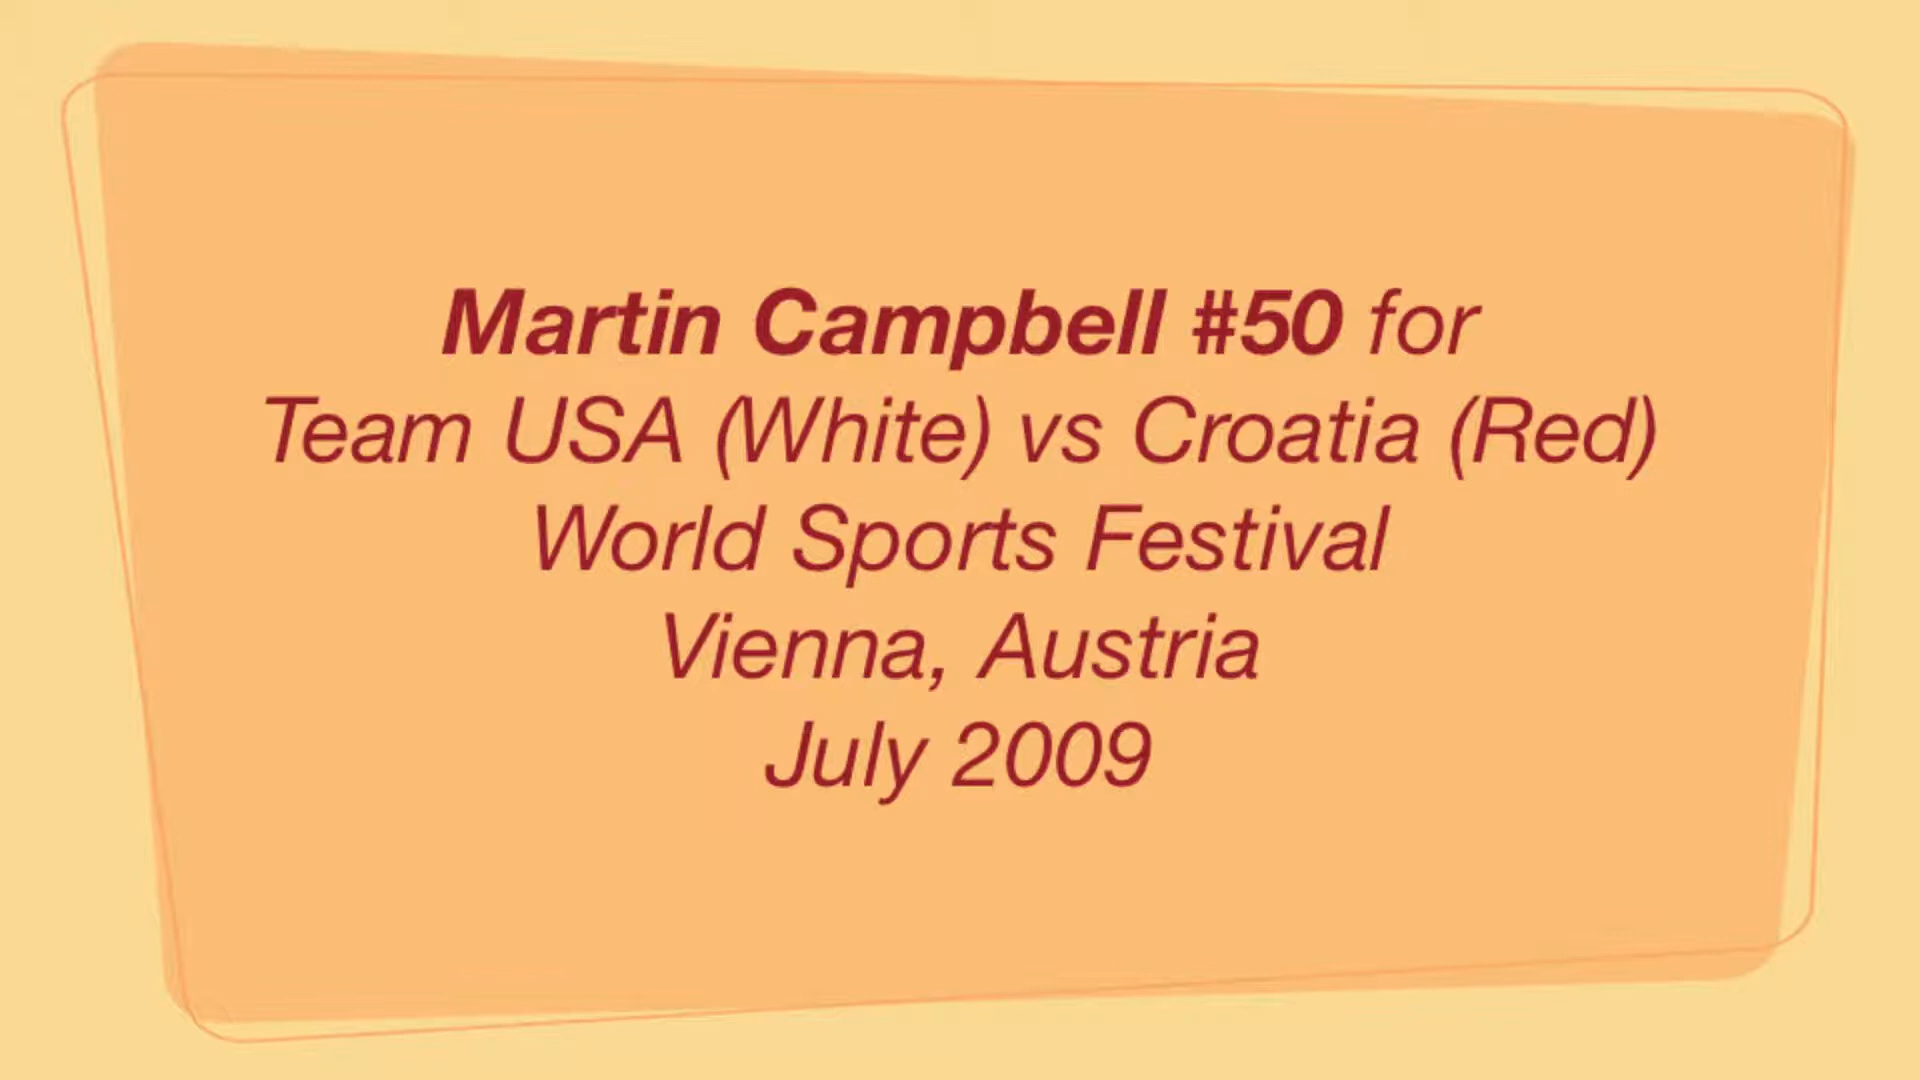 Martin Campbell #50 for
Team USA (White) vs Croatia (Red)
World Sports Festival
Vienna, Austria
July 2009